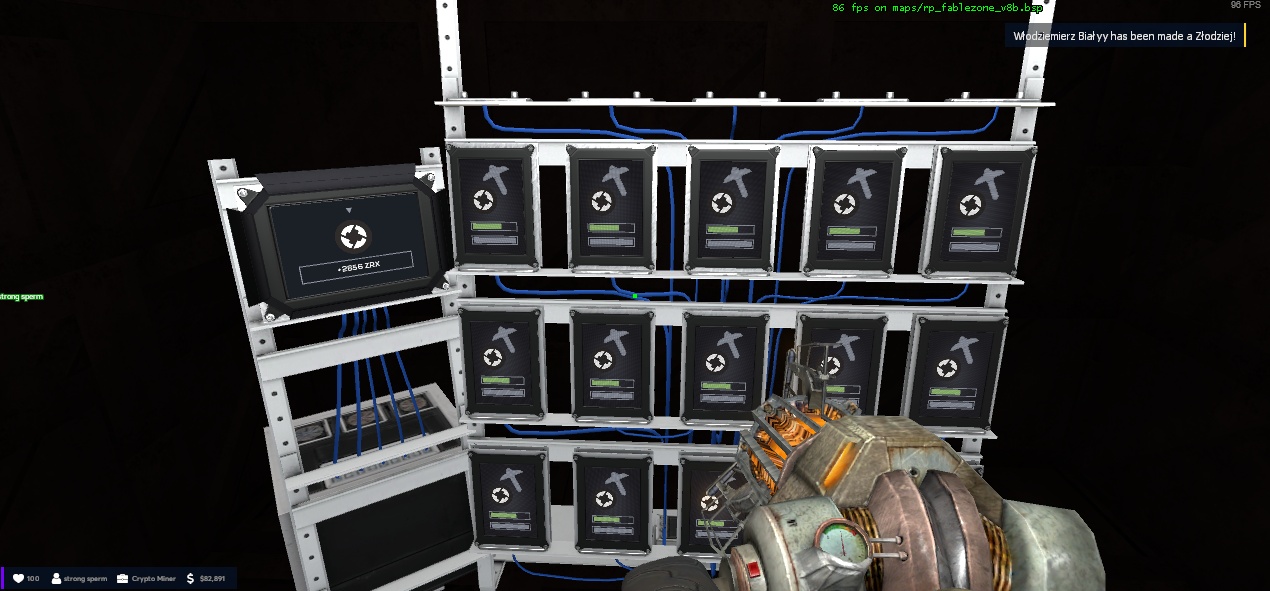 86 fps on maps/rp_fablezone_v8b.bsp
96 FPS
Włodziemierz Białyy has been made a Złodziej!
+2656 ZRX
strong sperm
100 strong sperm Crypto Miner $82,891